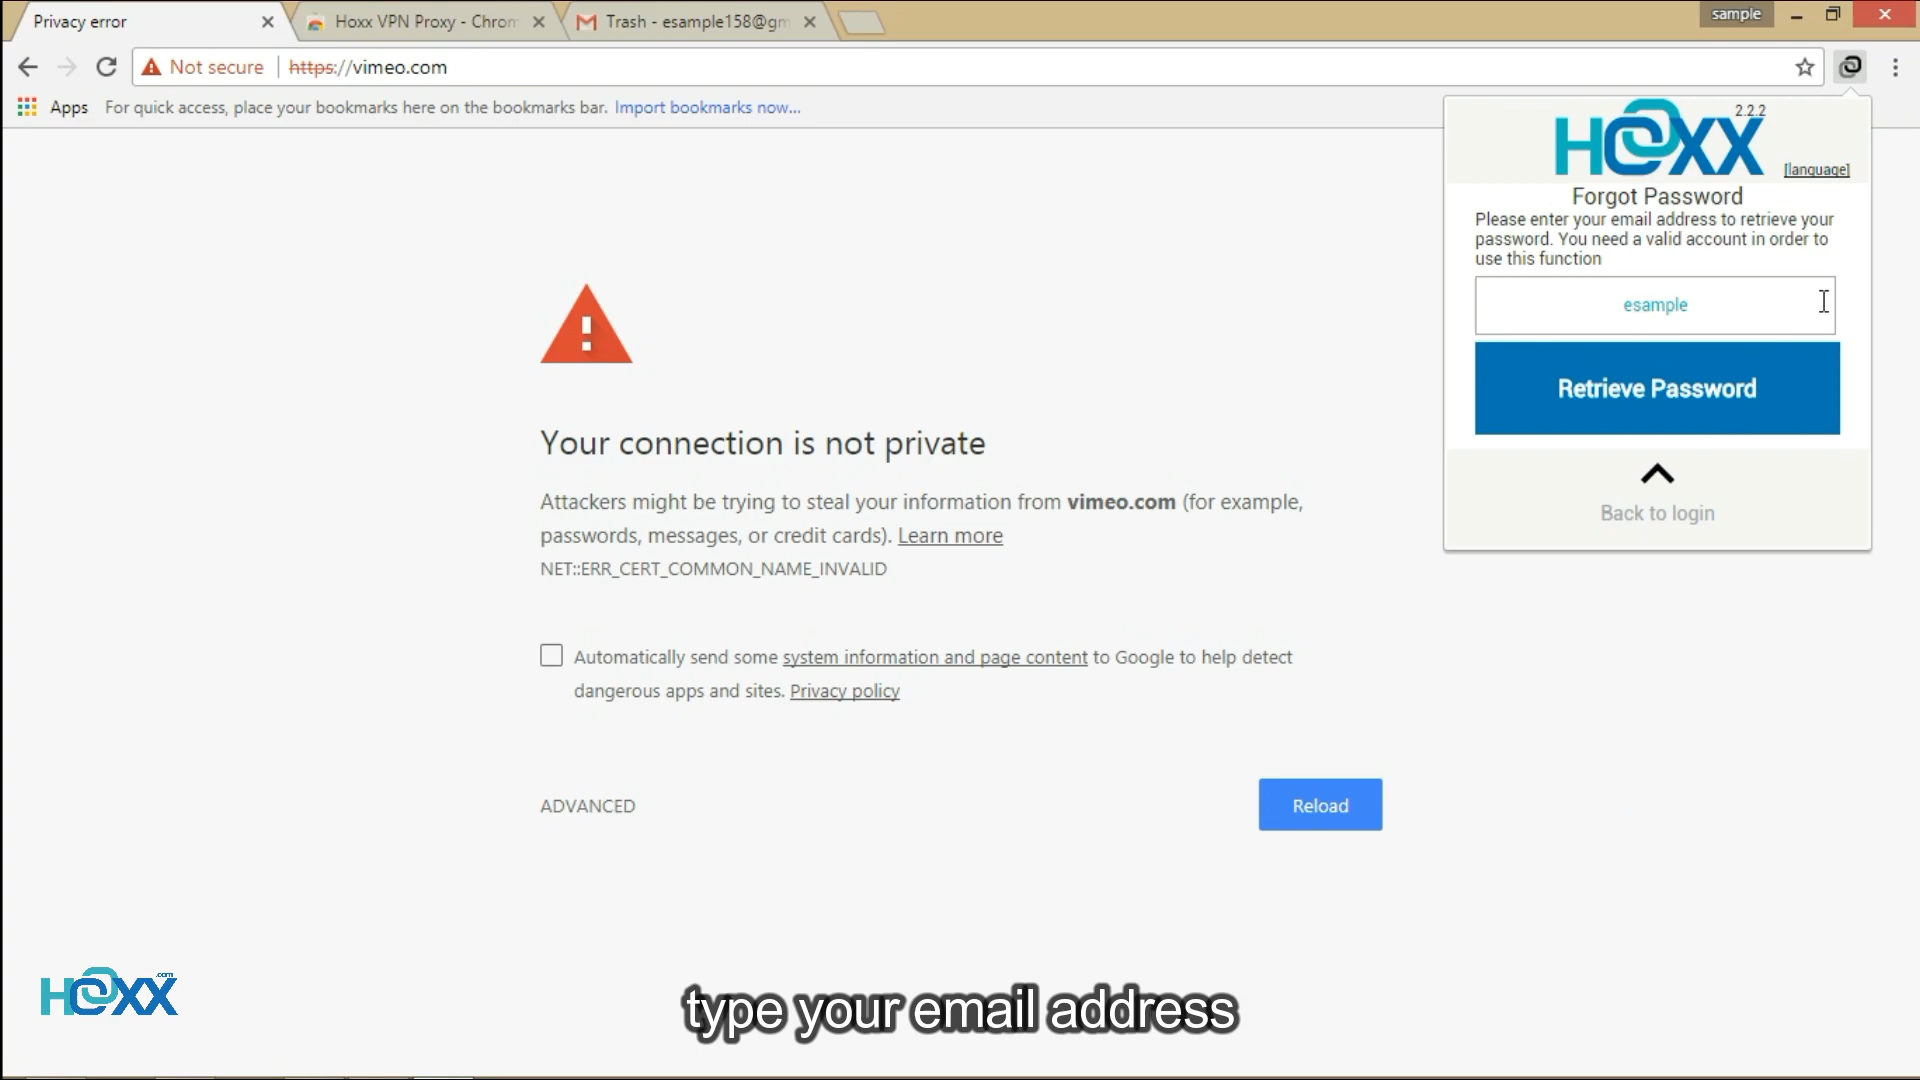 Privacy error
Hoxx VPN Proxy - Chrom
Trash - esample158@gm
sample
Not secure
https://vimeo.com
Apps
For quick access, place your bookmarks here on the bookmarks bar. Import bookmarks now...
HOXX
2.2.2
[language]
Forgot Password
Please enter your email address to retrieve your
password. You need a valid account in order to
use this function
esample
Retrieve Password
Back to login
!
Your connection is not private
Attackers might be trying to steal your information from vimeo.com (for example,
passwords, messages, or credit cards). Learn more
NET::ERR_CERT_COMMON_NAME_INVALID
Automatically send some system information and page content to Google to help detect
dangerous apps and sites. Privacy policy
ADVANCED
Reload
HOXX.com
type your email address